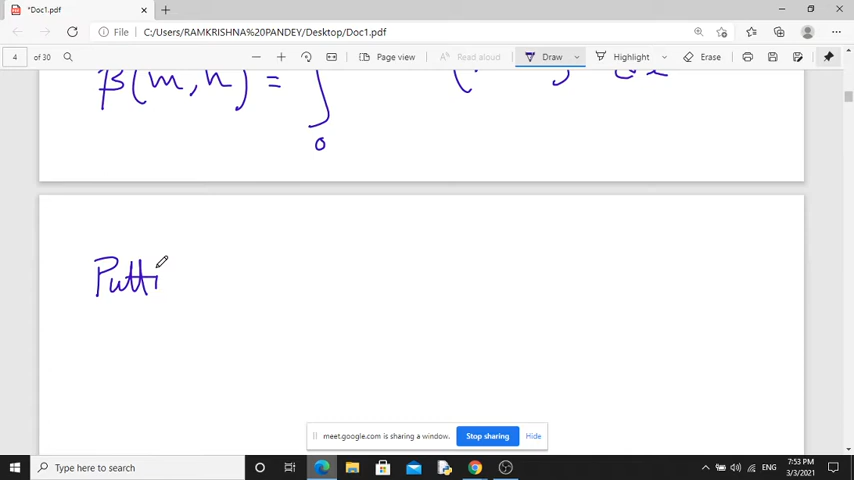 *Doc1.pdf
File C:/Users/RAMKRISHNA%20PANDEY/Desktop/Doc1.pdf
4 of 30 Page view Read aloud Draw Highlight Erase
β(m, n) = ∫
0
Putti
meet.google.com is sharing a window. Stop sharing Hide
Type here to search
ENG
7:53 PM
3/3/2021